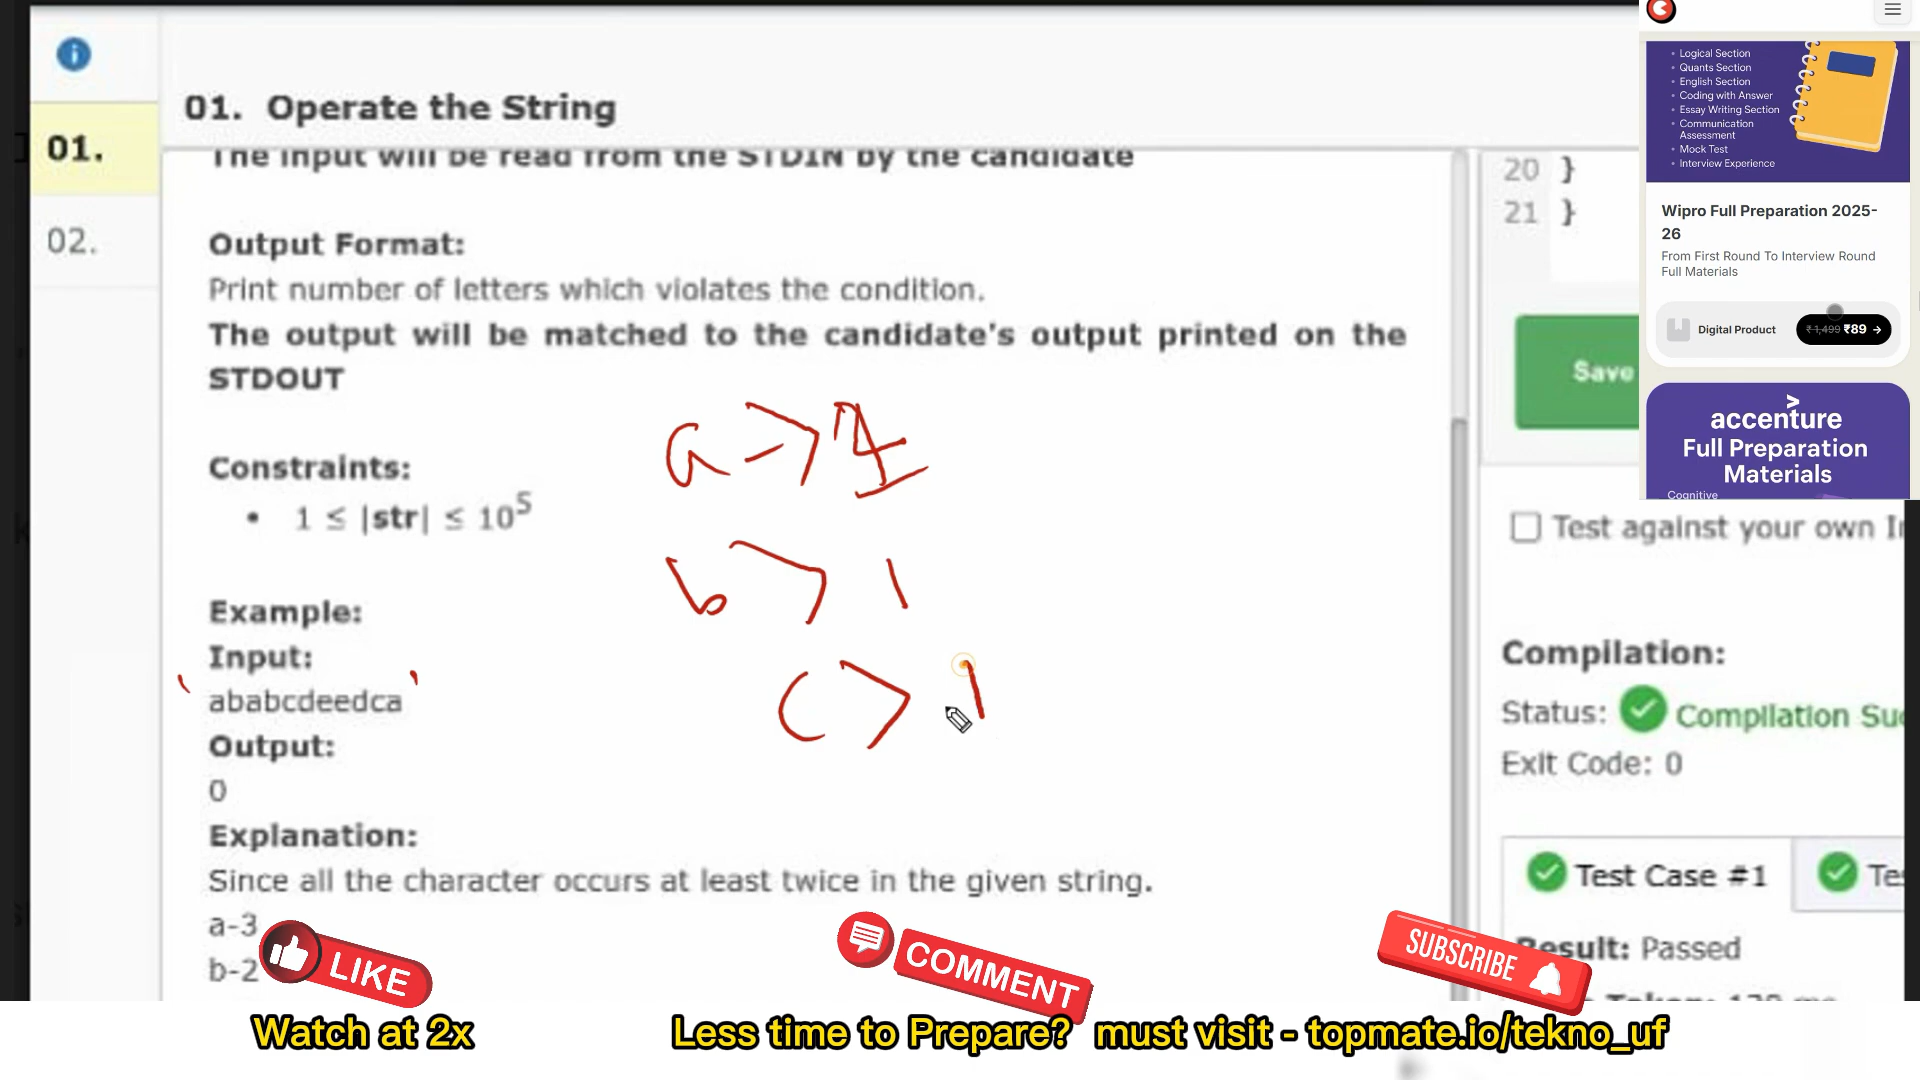 01. Operate the String
01.
02.
The input will be read from the STDIN by the candidate
Output Format:
Print number of letters which violates the condition.
The output will be matched to the candidate's output printed on the
STDOUT
Constraints:
• 1 ≤ |str| ≤ 10⁵
a >
b > 1
c > 1
Example:
Input:
ababcdeedca
Output:
0
Explanation:
Since all the character occurs at least twice in the given string.
a-3
b-2
20 }
21 }
Save
Test against your own I
Compilation:
Status: Compilation Suc
Exit Code: 0
Test Case #1
Te
Result: Passed
• Logical Section
• Quants Section
• English Section
• Coding with Answer
• Essay Writing Section
• Communication
Assessment
• Mock Test
• Interview Experience
Wipro Full Preparation 2025-
26
From First Round To Interview Round
Full Materials
Digital Product
₹1,499 ₹89 →
accenture
Full Preparation
Materials
Cognitive
LIKE
COMMENT
SUBSCRIBE
Watch at 2x
Less time to Prepare? must visit - topmate.io/tekno_uf